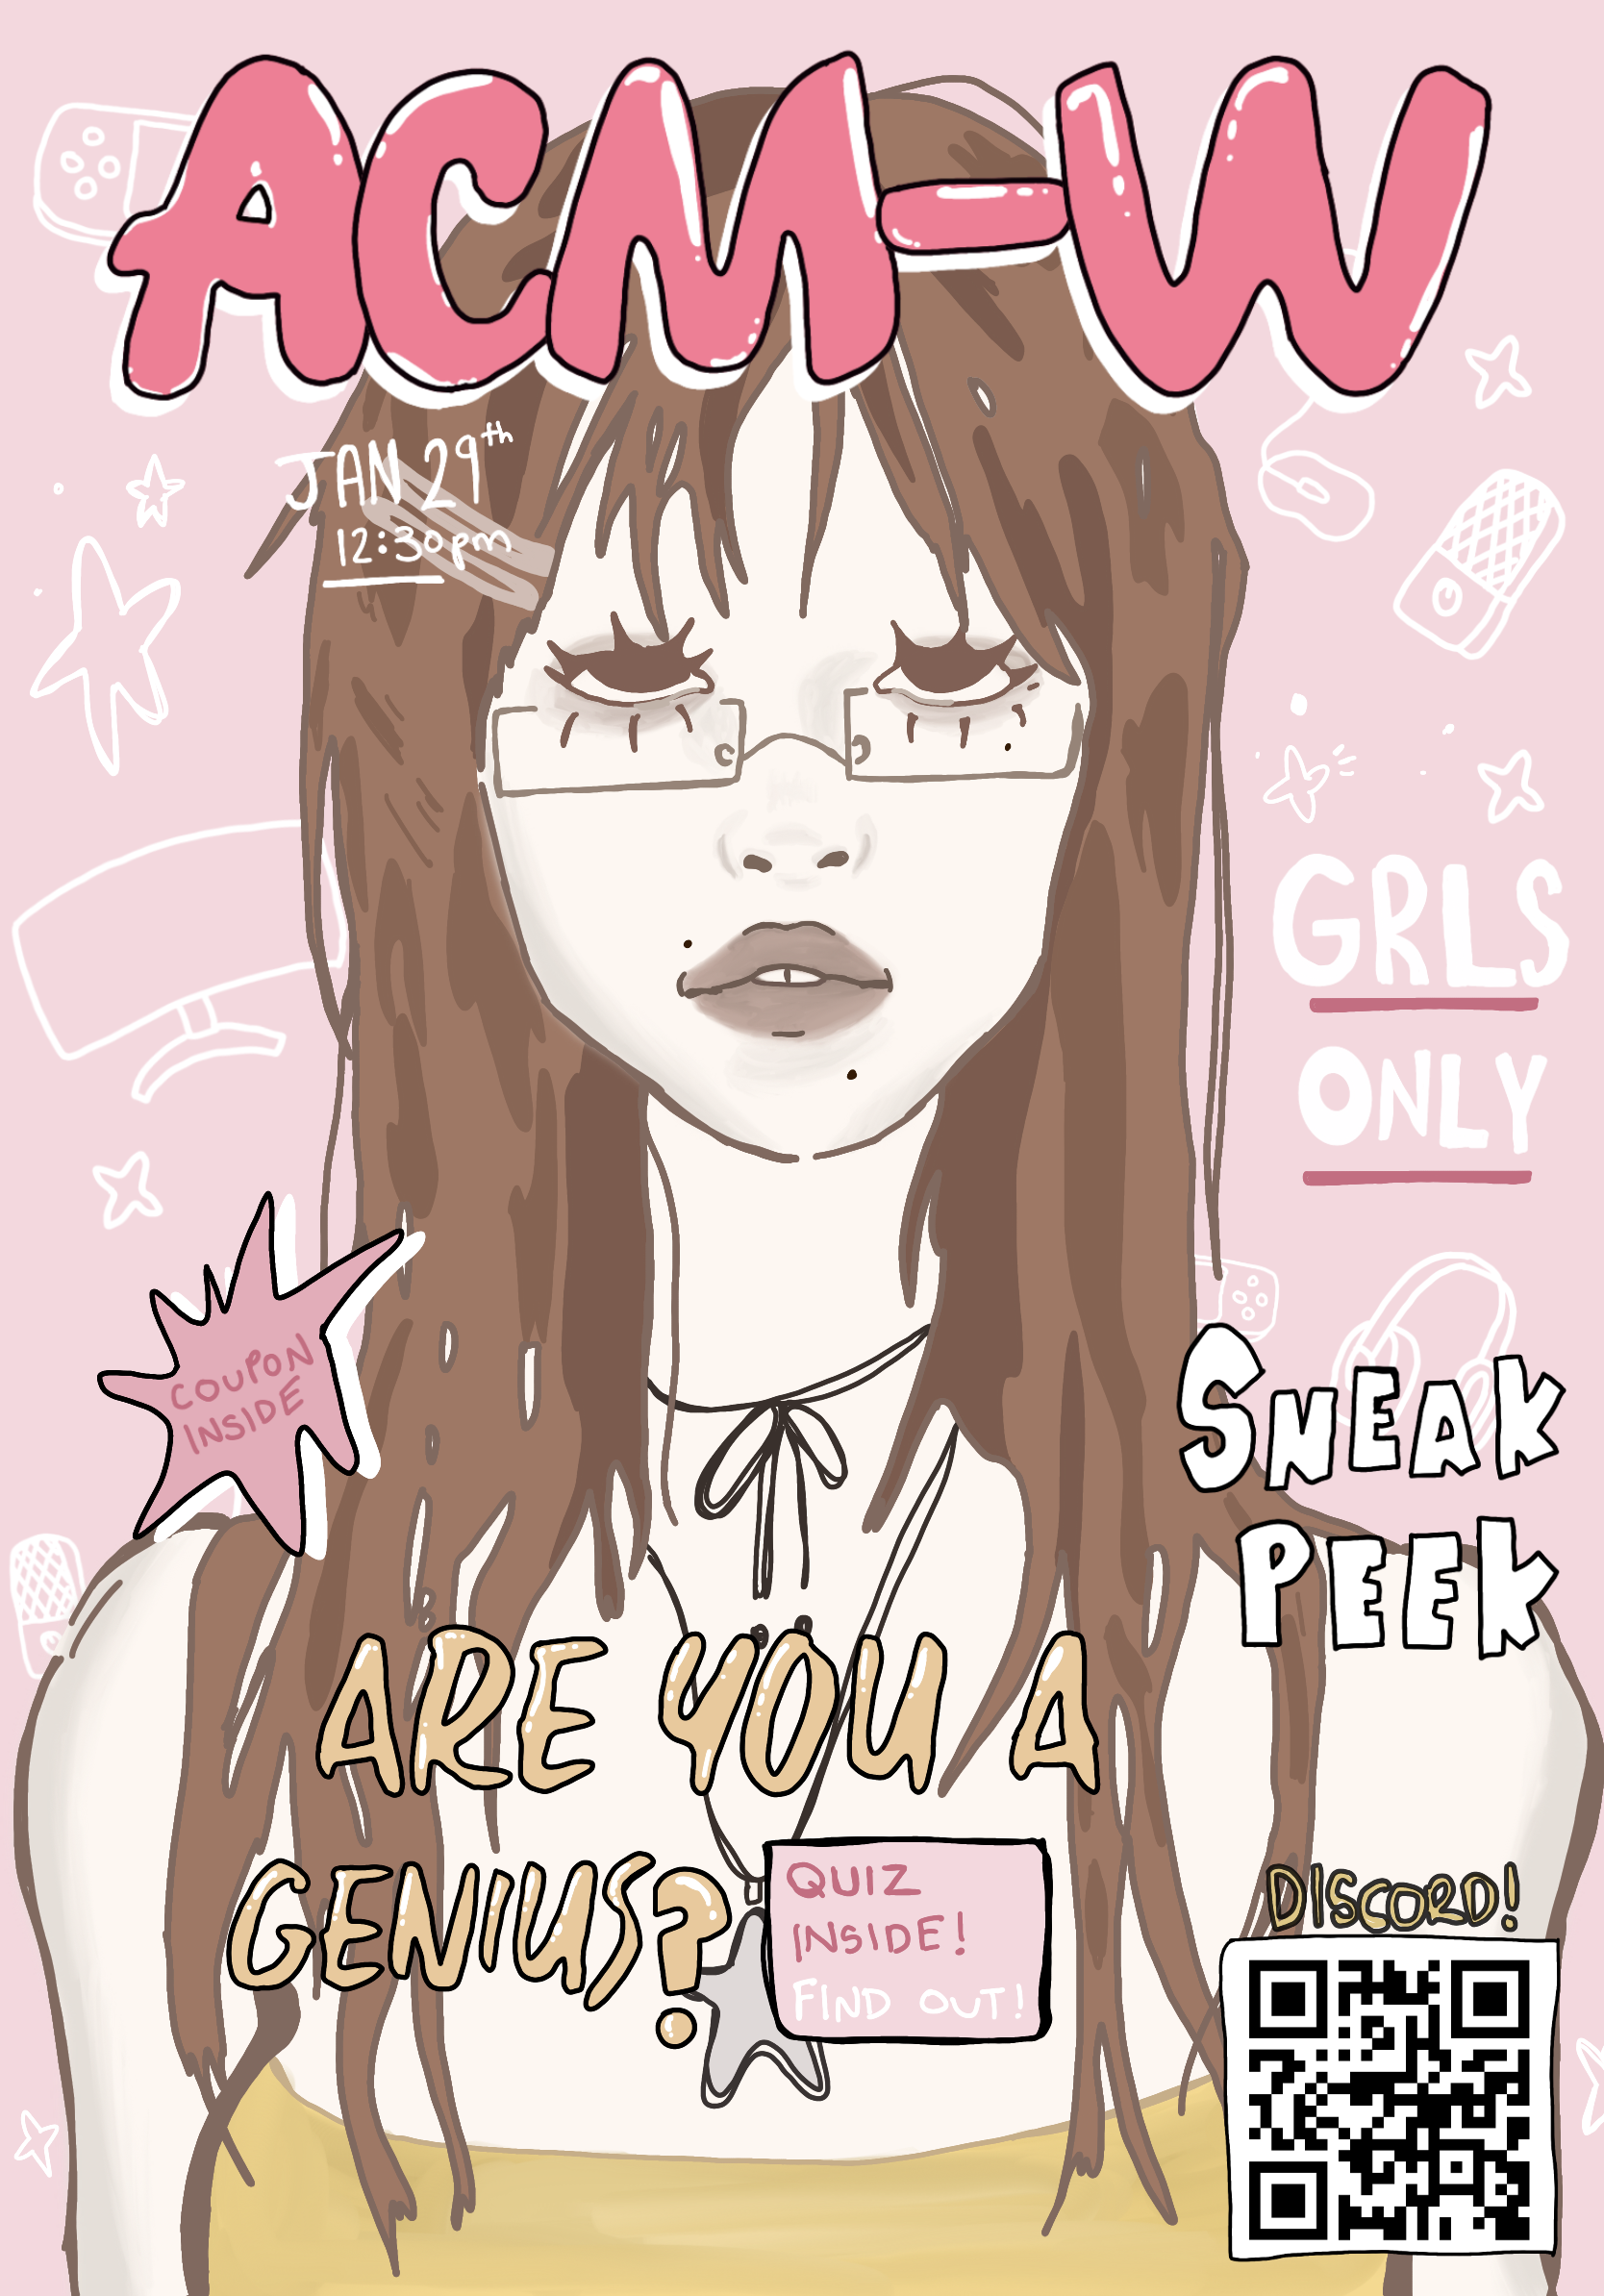 ACM-W
JAN 29th
12:30pm
GRLS
ONLY
COUPON
INSIDE
SNEAK
PEEK
ARE YOU A
GENIUS?
QUIZ
INSIDE!
FIND OUT!
DISCORD!